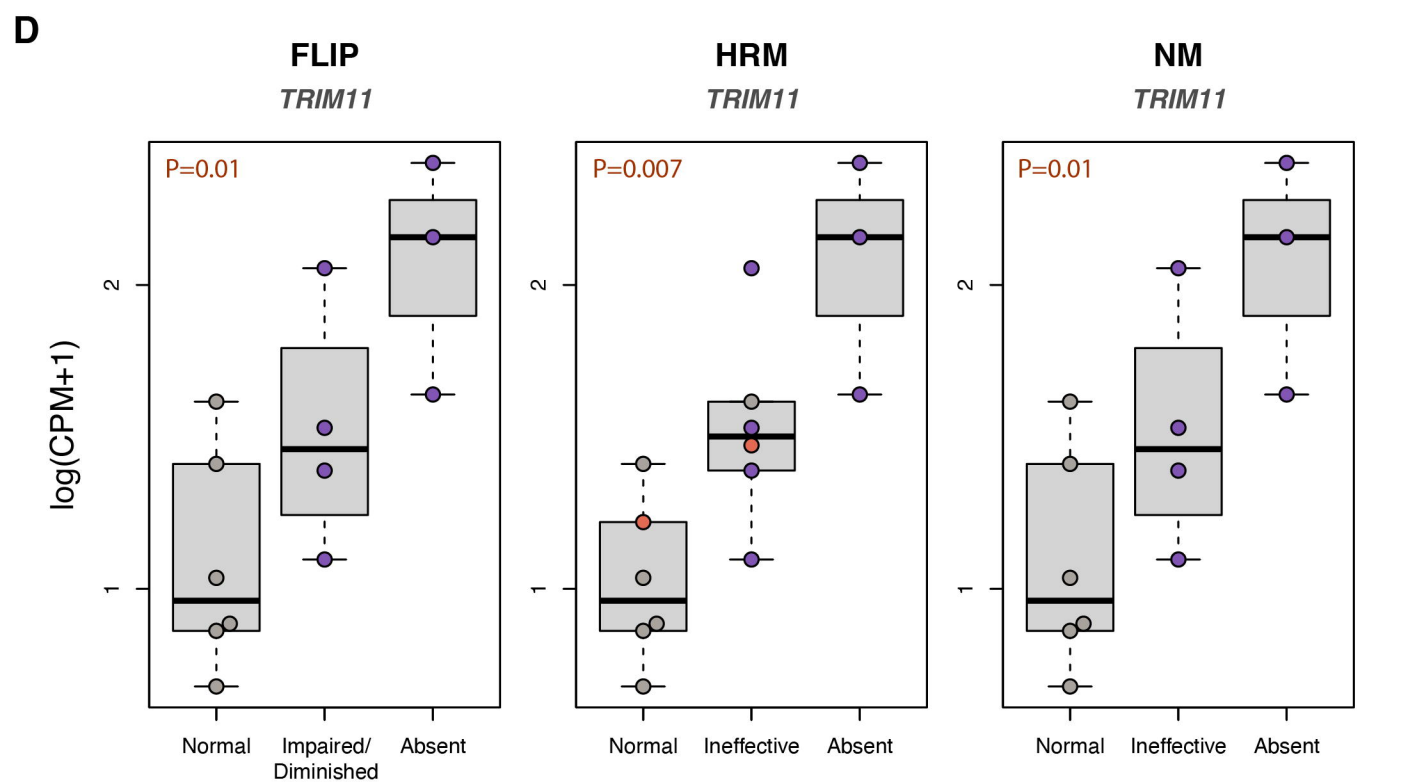 D
FLIP
TRIM11
HRM
TRIM11
NM
TRIM11
log(CPM+1)
P=0.01
2
1
Normal
Impaired/
Diminished
Absent
P=0.007
2
1
Normal
Ineffective
Absent
P=0.01
2
1
Normal
Ineffective
Absent